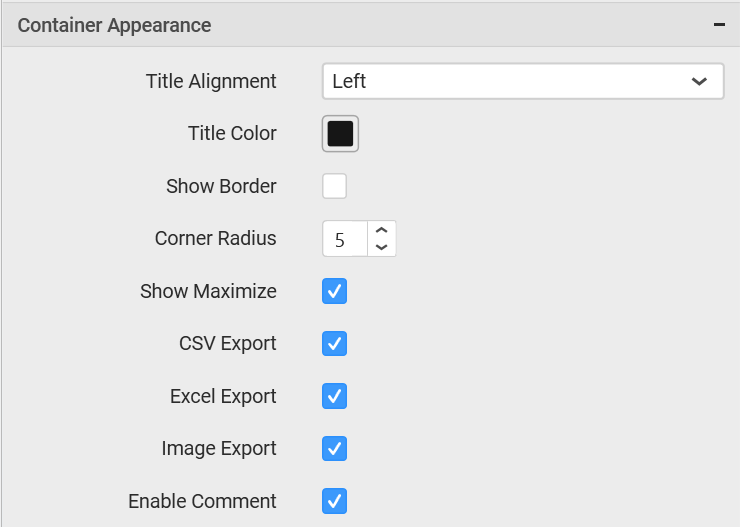 Container Appearance
Title Alignment Left
Title Color
Show Border
Corner Radius 5
Show Maximize
CSV Export
Excel Export
Image Export
Enable Comment